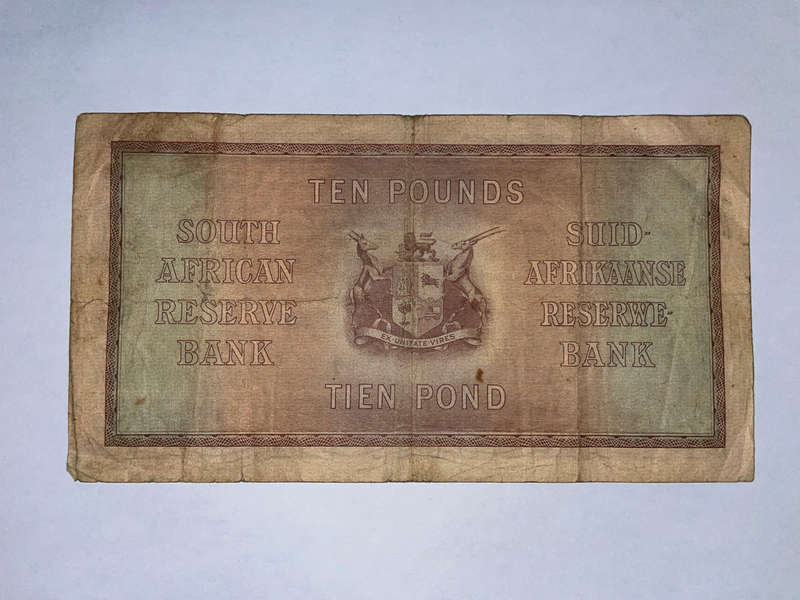 TEN POUNDS
SOUTH
AFRICAN
RESERVE
BANK
SUID-
AFRIKAANSE
RESERWE-
BANK
EX·UNITATE·VIRES
TIEN POND